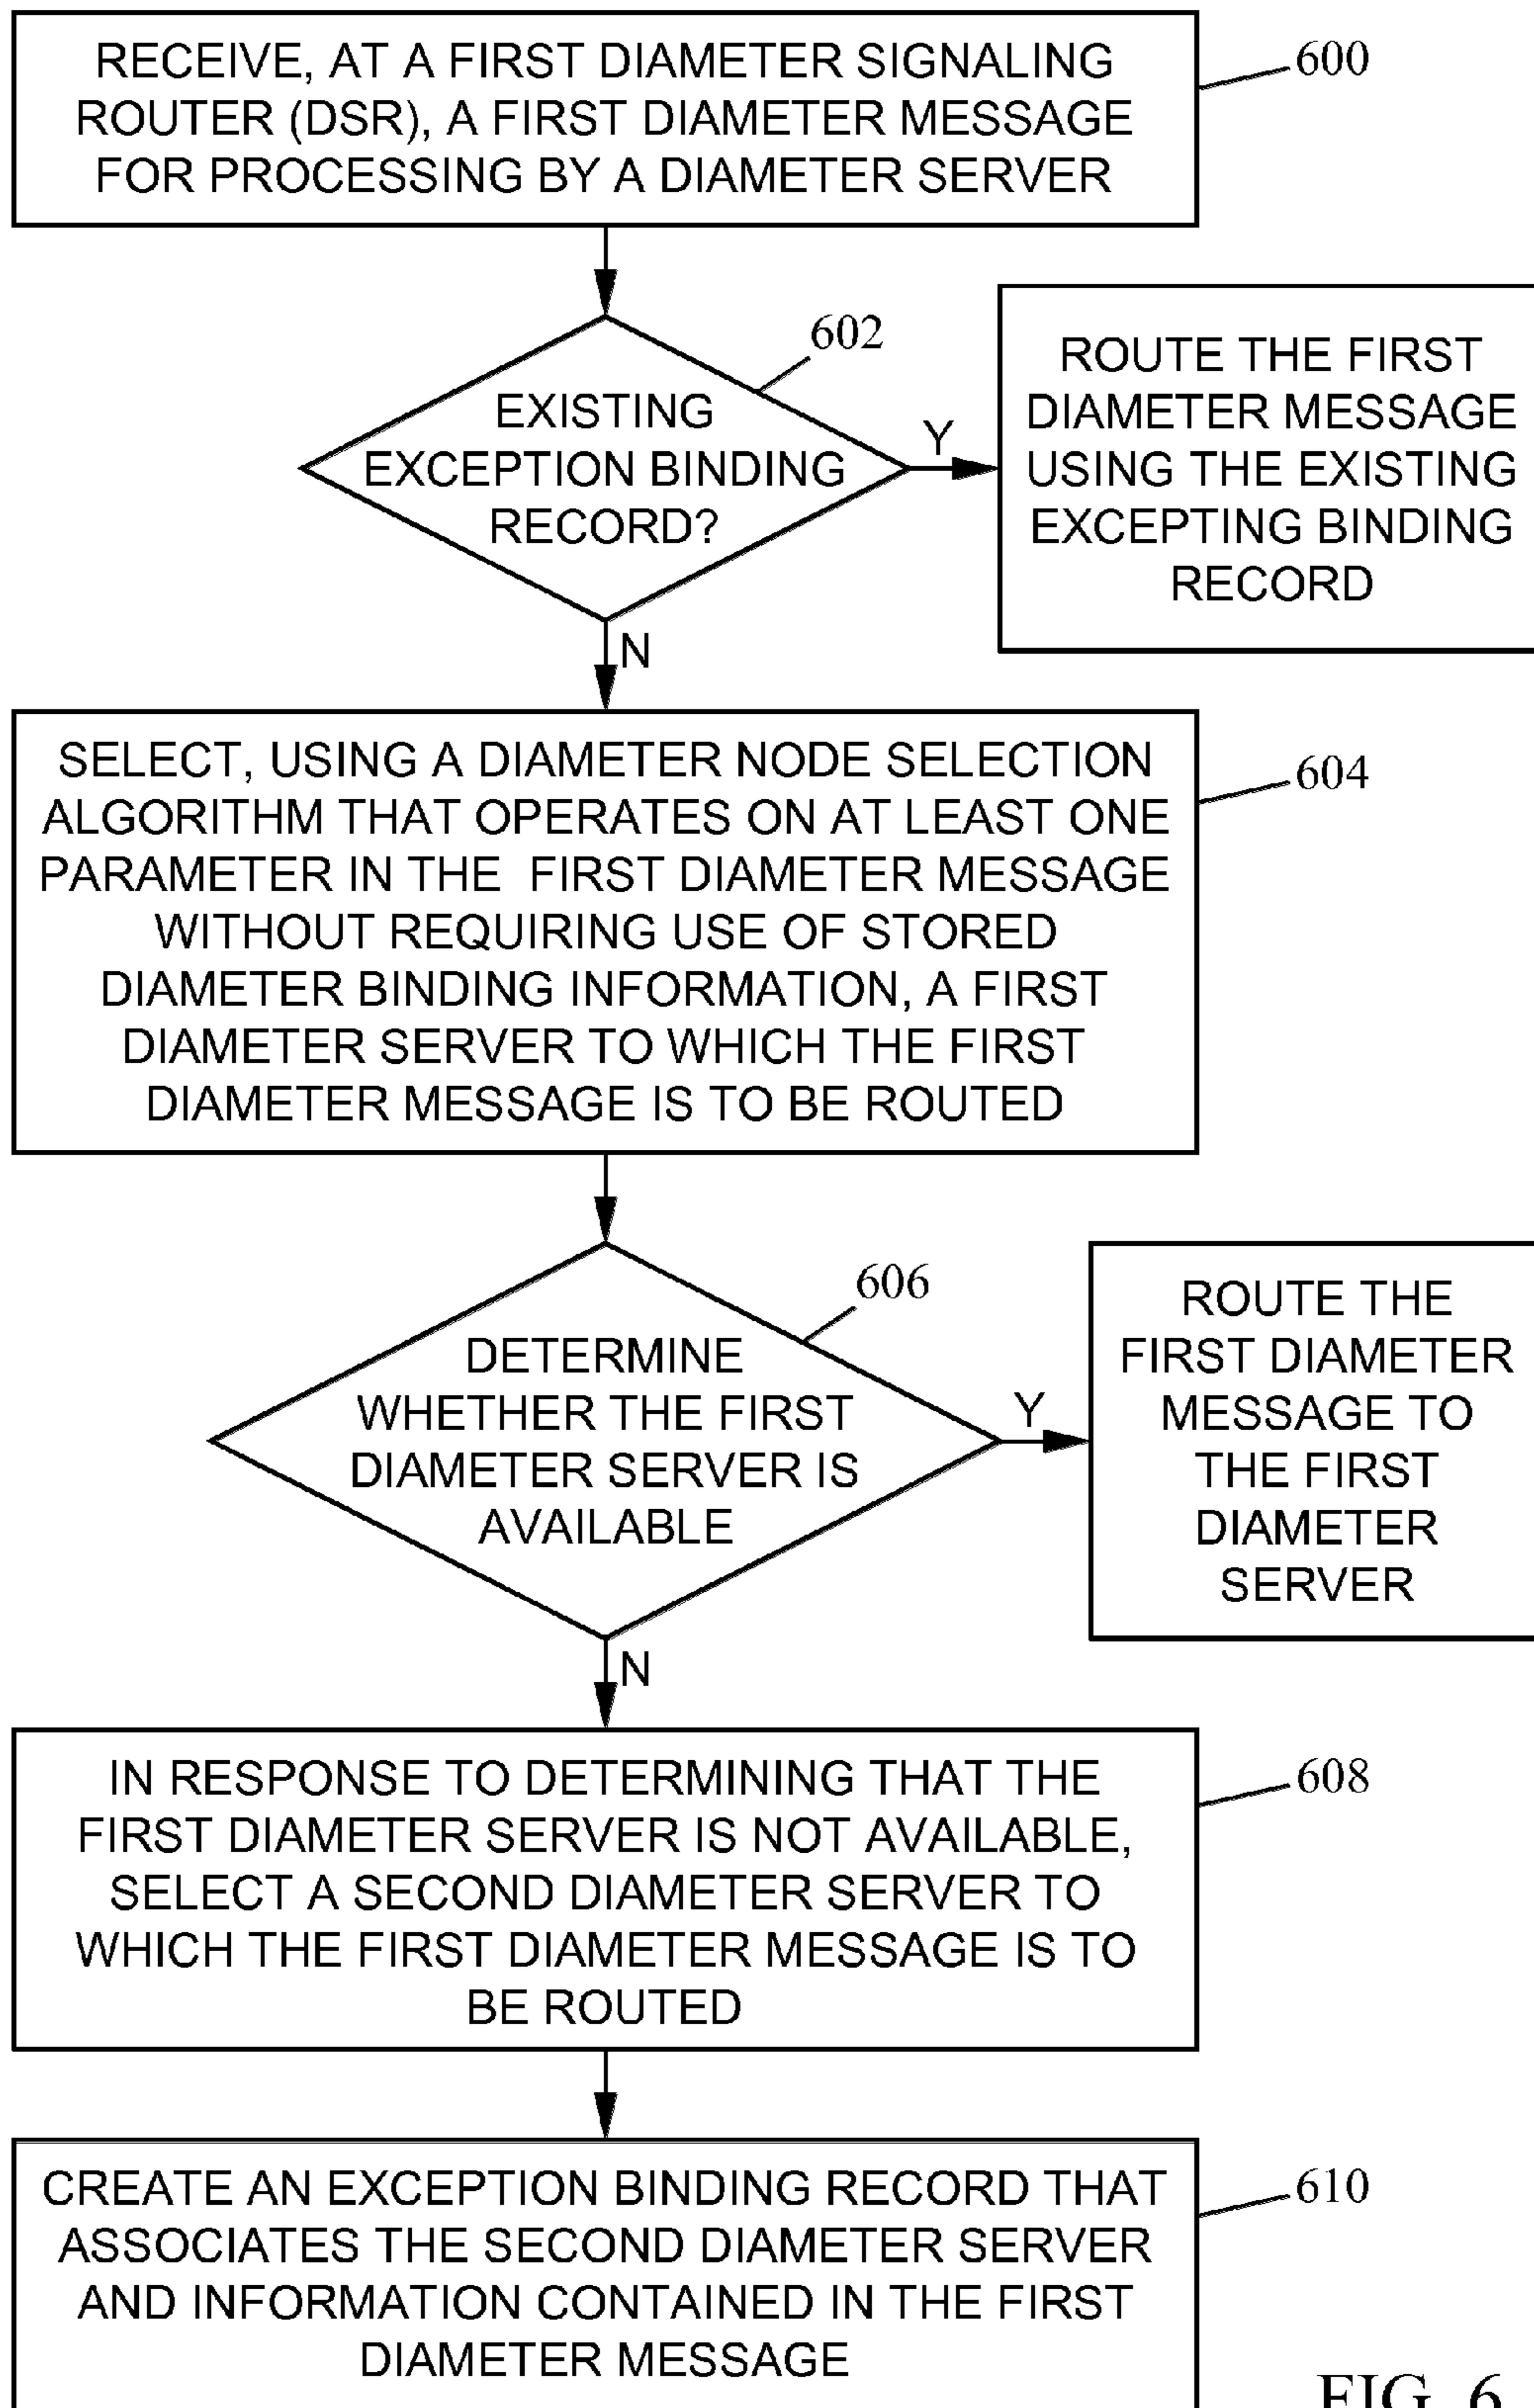 RECEIVE, AT A FIRST DIAMETER SIGNALING
ROUTER (DSR), A FIRST DIAMETER MESSAGE
FOR PROCESSING BY A DIAMETER SERVER
600
602
EXISTING
EXCEPTION BINDING
RECORD?
Y
ROUTE THE FIRST
DIAMETER MESSAGE
USING THE EXISTING
EXCEPTING BINDING
RECORD
N
SELECT, USING A DIAMETER NODE SELECTION
ALGORITHM THAT OPERATES ON AT LEAST ONE
PARAMETER IN THE FIRST DIAMETER MESSAGE
WITHOUT REQUIRING USE OF STORED
DIAMETER BINDING INFORMATION, A FIRST
DIAMETER SERVER TO WHICH THE FIRST
DIAMETER MESSAGE IS TO BE ROUTED
604
606
DETERMINE
WHETHER THE FIRST
DIAMETER SERVER IS
AVAILABLE
Y
ROUTE THE
FIRST DIAMETER
MESSAGE TO
THE FIRST
DIAMETER
SERVER
N
IN RESPONSE TO DETERMINING THAT THE
FIRST DIAMETER SERVER IS NOT AVAILABLE,
SELECT A SECOND DIAMETER SERVER TO
WHICH THE FIRST DIAMETER MESSAGE IS TO
BE ROUTED
608
CREATE AN EXCEPTION BINDING RECORD THAT
ASSOCIATES THE SECOND DIAMETER SERVER
AND INFORMATION CONTAINED IN THE FIRST
DIAMETER MESSAGE
610
FIG. 6